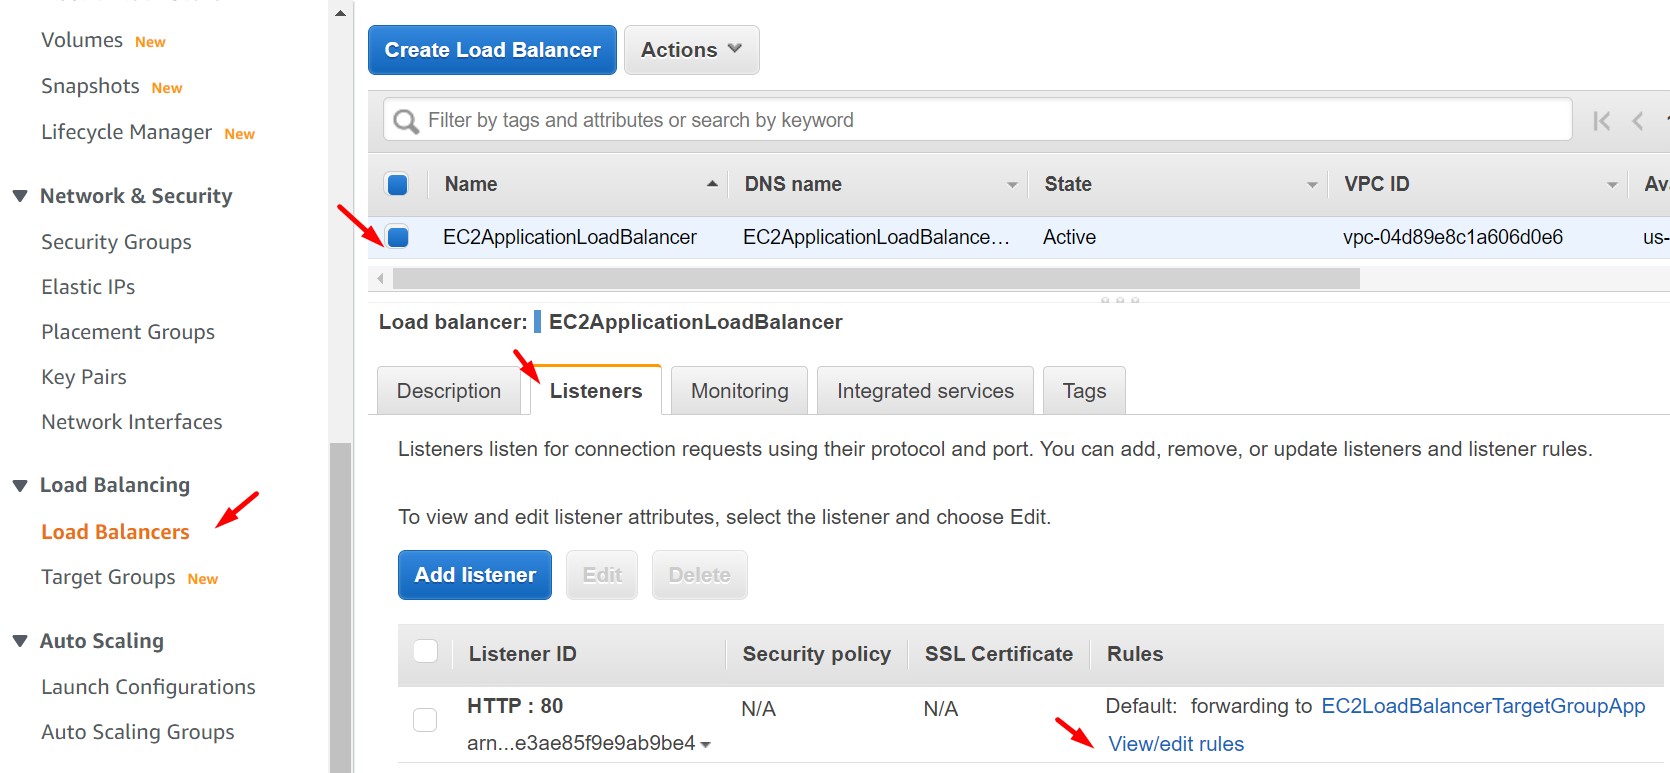 Volumes New
Snapshots New
Lifecycle Manager New
Network & Security
Security Groups
Elastic IPs
Placement Groups
Key Pairs
Network Interfaces
Load Balancing
Load Balancers
Target Groups New
Auto Scaling
Launch Configurations
Auto Scaling Groups
Create Load Balancer Actions
Filter by tags and attributes or search by keyword
Name DNS name State VPC ID
EC2ApplicationLoadBalancer EC2ApplicationLoadBalance... Active vpc-04d89e8c1a606d0e6 us-
Load balancer: EC2ApplicationLoadBalancer
Description Listeners Monitoring Integrated services Tags
Listeners listen for connection requests using their protocol and port. You can add, remove, or update listeners and listener rules.
To view and edit listener attributes, select the listener and choose Edit.
Add listener Edit Delete
Listener ID Security policy SSL Certificate Rules
HTTP : 80 N/A N/A Default: forwarding to EC2LoadBalancerTargetGroupApp
arn...e3ae85f9e9ab9be4 View/edit rules